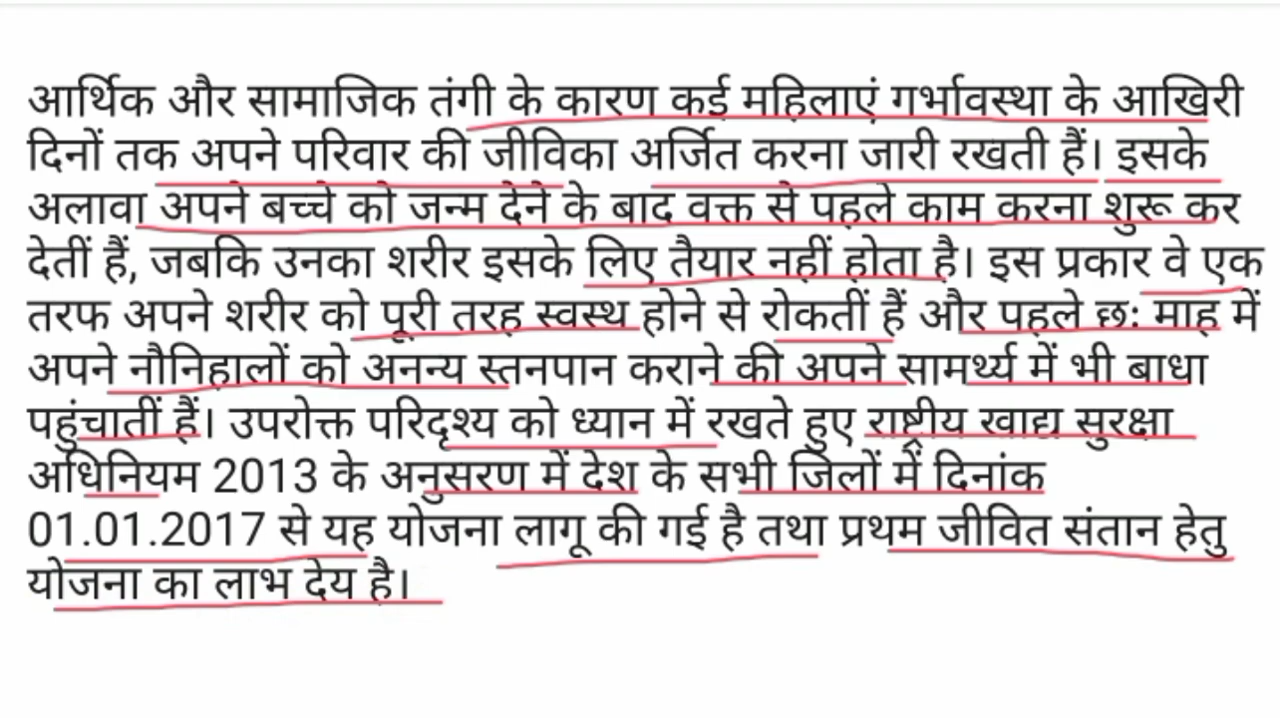 आर्थिक और सामाजिक तंगी के कारण कई महिलाएं गर्भावस्था के आखिरी
दिनों तक अपने परिवार की जीविका अर्जित करना जारी रखती हैं। इसके
अलावा अपने बच्चे को जन्म देने के बाद वक्त से पहले काम करना शुरू कर
देतीं हैं, जबकि उनका शरीर इसके लिए तैयार नहीं होता है। इस प्रकार वे एक
तरफ अपने शरीर को पूरी तरह स्वस्थ होने से रोकतीं हैं और पहले छः माह में
अपने नौनिहालों को अनन्य स्तनपान कराने की अपने सामर्थ्य में भी बाधा
पहुंचातीं हैं। उपरोक्त परिदृश्य को ध्यान में रखते हुए राष्ट्रीय खाद्य सुरक्षा
अधिनियम 2013 के अनुसरण में देश के सभी जिलों में दिनांक
01.01.2017 से यह योजना लागू की गई है तथा प्रथम जीवित संतान हेतु
योजना का लाभ देय है।